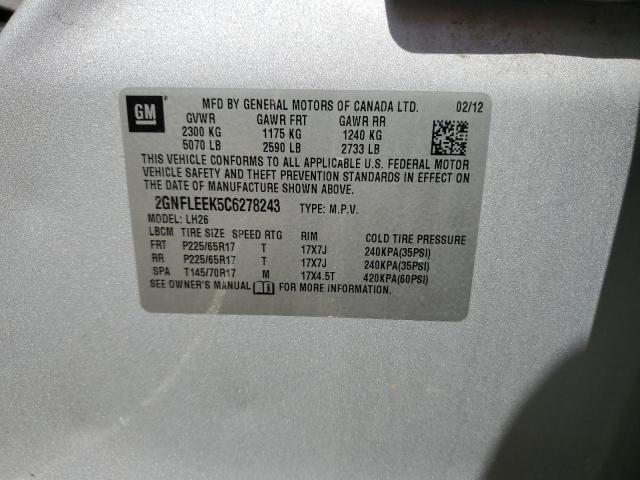 GM
MFD BY GENERAL MOTORS OF CANADA LTD. 02/12
GVWR GAWR FRT GAWR RR
2300 KG 1175 KG 1240 KG
5070 LB 2590 LB 2733 LB
THIS VEHICLE CONFORMS TO ALL APPLICABLE U.S. FEDERAL MOTOR
VEHICLE SAFETY AND THEFT PREVENTION STANDARDS IN EFFECT ON
THE DATE OF MANUFACTURE SHOWN ABOVE.
2GNFLEEK5C6278243 TYPE: M.P.V.
MODEL: LH26
LBCM TIRE SIZE SPEED RTG RIM COLD TIRE PRESSURE
FRT P225/65R17 T 17X7J 240KPA(35PSI)
RR P225/65R17 T 17X7J 240KPA(35PSI)
SPA T145/70R17 M 17X4.5T 420KPA(60PSI)
SEE OWNER'S MANUAL FOR MORE INFORMATION.